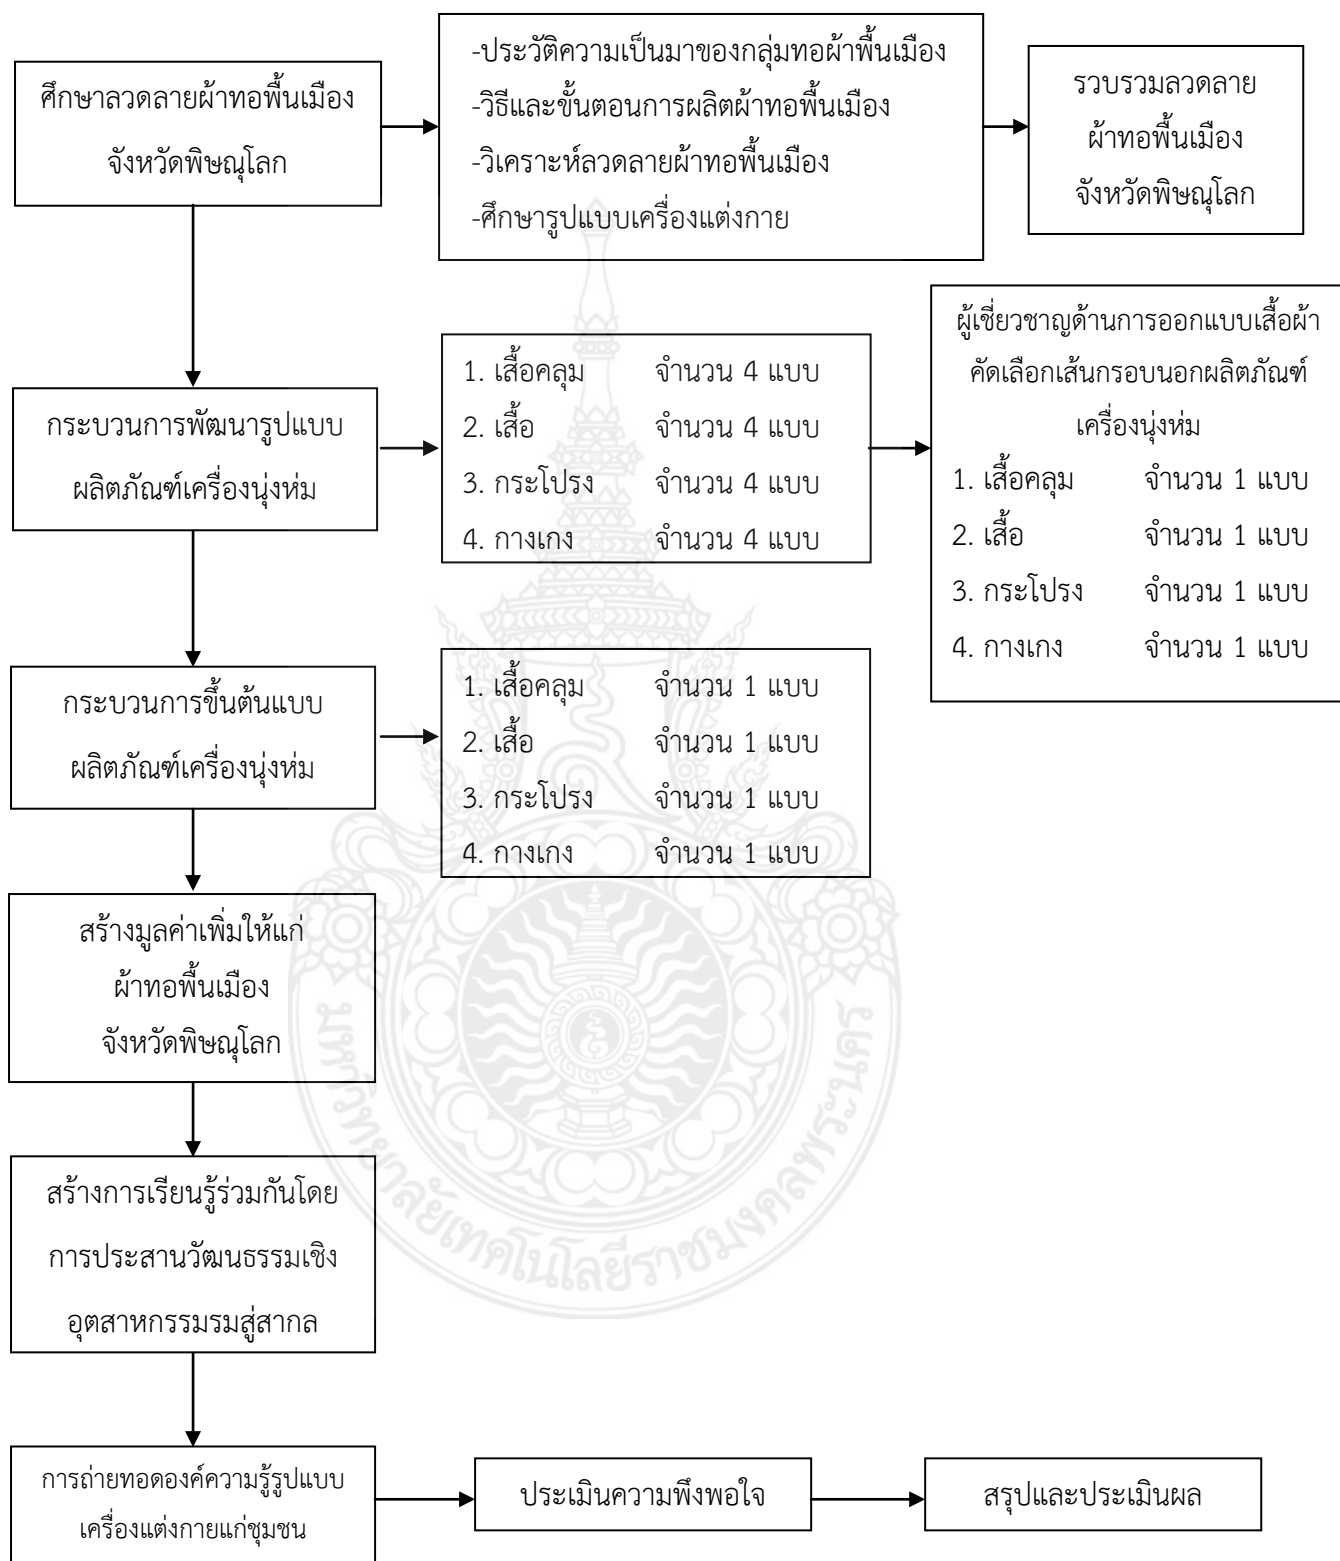 ศึกษาลวดลายผ้าทอพื้นเมือง
จังหวัดพิษณุโลก
-ประวัติความเป็นมาของกลุ่มทอผ้าพื้นเมือง
-วิธีและขั้นตอนการผลิตผ้าทอพื้นเมือง
-วิเคราะห์ลวดลายผ้าทอพื้นเมือง
-ศึกษารูปแบบเครื่องแต่งกาย
รวบรวมลวดลาย
ผ้าทอพื้นเมือง
จังหวัดพิษณุโลก
กระบวนการพัฒนารูปแบบ
ผลิตภัณฑ์เครื่องนุ่งห่ม
1. เสื้อคลุม จำนวน 4 แบบ
2. เสื้อ จำนวน 4 แบบ
3. กระโปรง จำนวน 4 แบบ
4. กางเกง จำนวน 4 แบบ
ผู้เชี่ยวชาญด้านการออกแบบเสื้อผ้า
คัดเลือกเส้นกรอบนอกผลิตภัณฑ์
เครื่องนุ่งห่ม
1. เสื้อคลุม จำนวน 1 แบบ
2. เสื้อ จำนวน 1 แบบ
3. กระโปรง จำนวน 1 แบบ
4. กางเกง จำนวน 1 แบบ
กระบวนการขึ้นต้นแบบ
ผลิตภัณฑ์เครื่องนุ่งห่ม
1. เสื้อคลุม จำนวน 1 แบบ
2. เสื้อ จำนวน 1 แบบ
3. กระโปรง จำนวน 1 แบบ
4. กางเกง จำนวน 1 แบบ
สร้างมูลค่าเพิ่มให้แก่
ผ้าทอพื้นเมือง
จังหวัดพิษณุโลก
สร้างการเรียนรู้ร่วมกันโดย
การประสานวัฒนธรรมเชิง
อุตสาหกรรมรมสู่สากล
การถ่ายทอดองค์ความรู้รูปแบบ
เครื่องแต่งกายแก่ชุมชน
ประเมินความพึงพอใจ
สรุปและประเมินผล
มหาวิทยาลัยเทคโนโลยีราชมงคลพระนคร